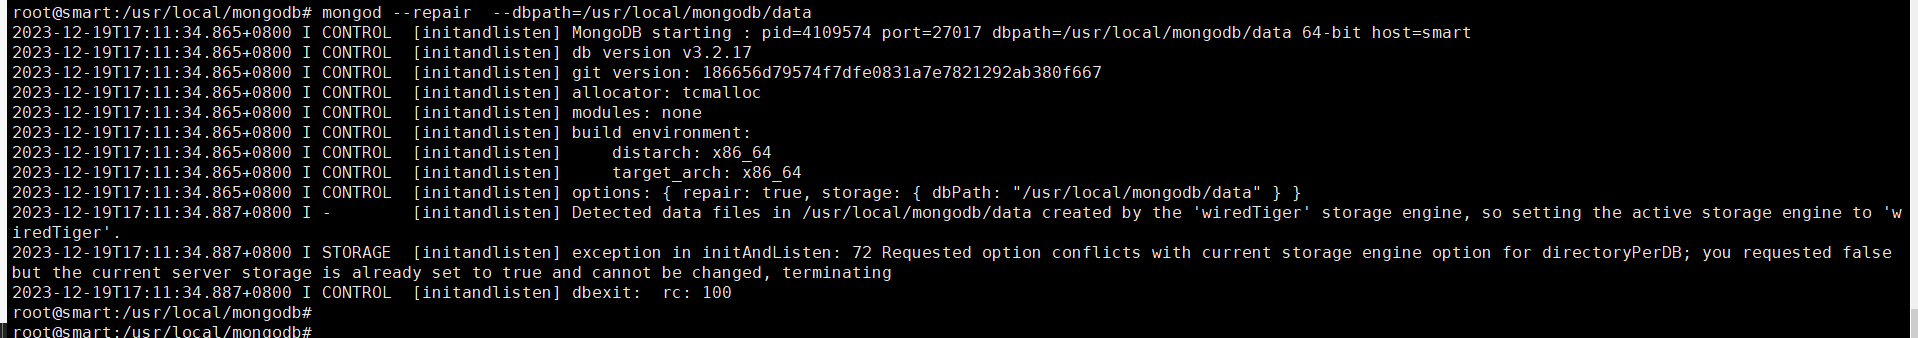 root@smart:/usr/local/mongodb# mongod --repair  --dbpath=/usr/local/mongodb/data
2023-12-19T17:11:34.865+0800 I CONTROL  [initandlisten] MongoDB starting : pid=4109574 port=27017 dbpath=/usr/local/mongodb/data 64-bit host=smart
2023-12-19T17:11:34.865+0800 I CONTROL  [initandlisten] db version v3.2.17
2023-12-19T17:11:34.865+0800 I CONTROL  [initandlisten] git version: 186656d79574f7dfe0831a7e7821292ab380f667
2023-12-19T17:11:34.865+0800 I CONTROL  [initandlisten] allocator: tcmalloc
2023-12-19T17:11:34.865+0800 I CONTROL  [initandlisten] modules: none
2023-12-19T17:11:34.865+0800 I CONTROL  [initandlisten] build environment:
2023-12-19T17:11:34.865+0800 I CONTROL  [initandlisten]     distarch: x86_64
2023-12-19T17:11:34.865+0800 I CONTROL  [initandlisten]     target_arch: x86_64
2023-12-19T17:11:34.865+0800 I CONTROL  [initandlisten] options: { repair: true, storage: { dbPath: "/usr/local/mongodb/data" } }
2023-12-19T17:11:34.887+0800 I -        [initandlisten] Detected data files in /usr/local/mongodb/data created by the 'wiredTiger' storage engine, so setting the active storage engine to 'w
iredTiger'.
2023-12-19T17:11:34.887+0800 I STORAGE  [initandlisten] exception in initAndListen: 72 Requested option conflicts with current storage engine option for directoryPerDB; you requested false
but the current server storage is already set to true and cannot be changed, terminating
2023-12-19T17:11:34.887+0800 I CONTROL  [initandlisten] dbexit:  rc: 100
root@smart:/usr/local/mongodb#
root@smart:/usr/local/mongodb#